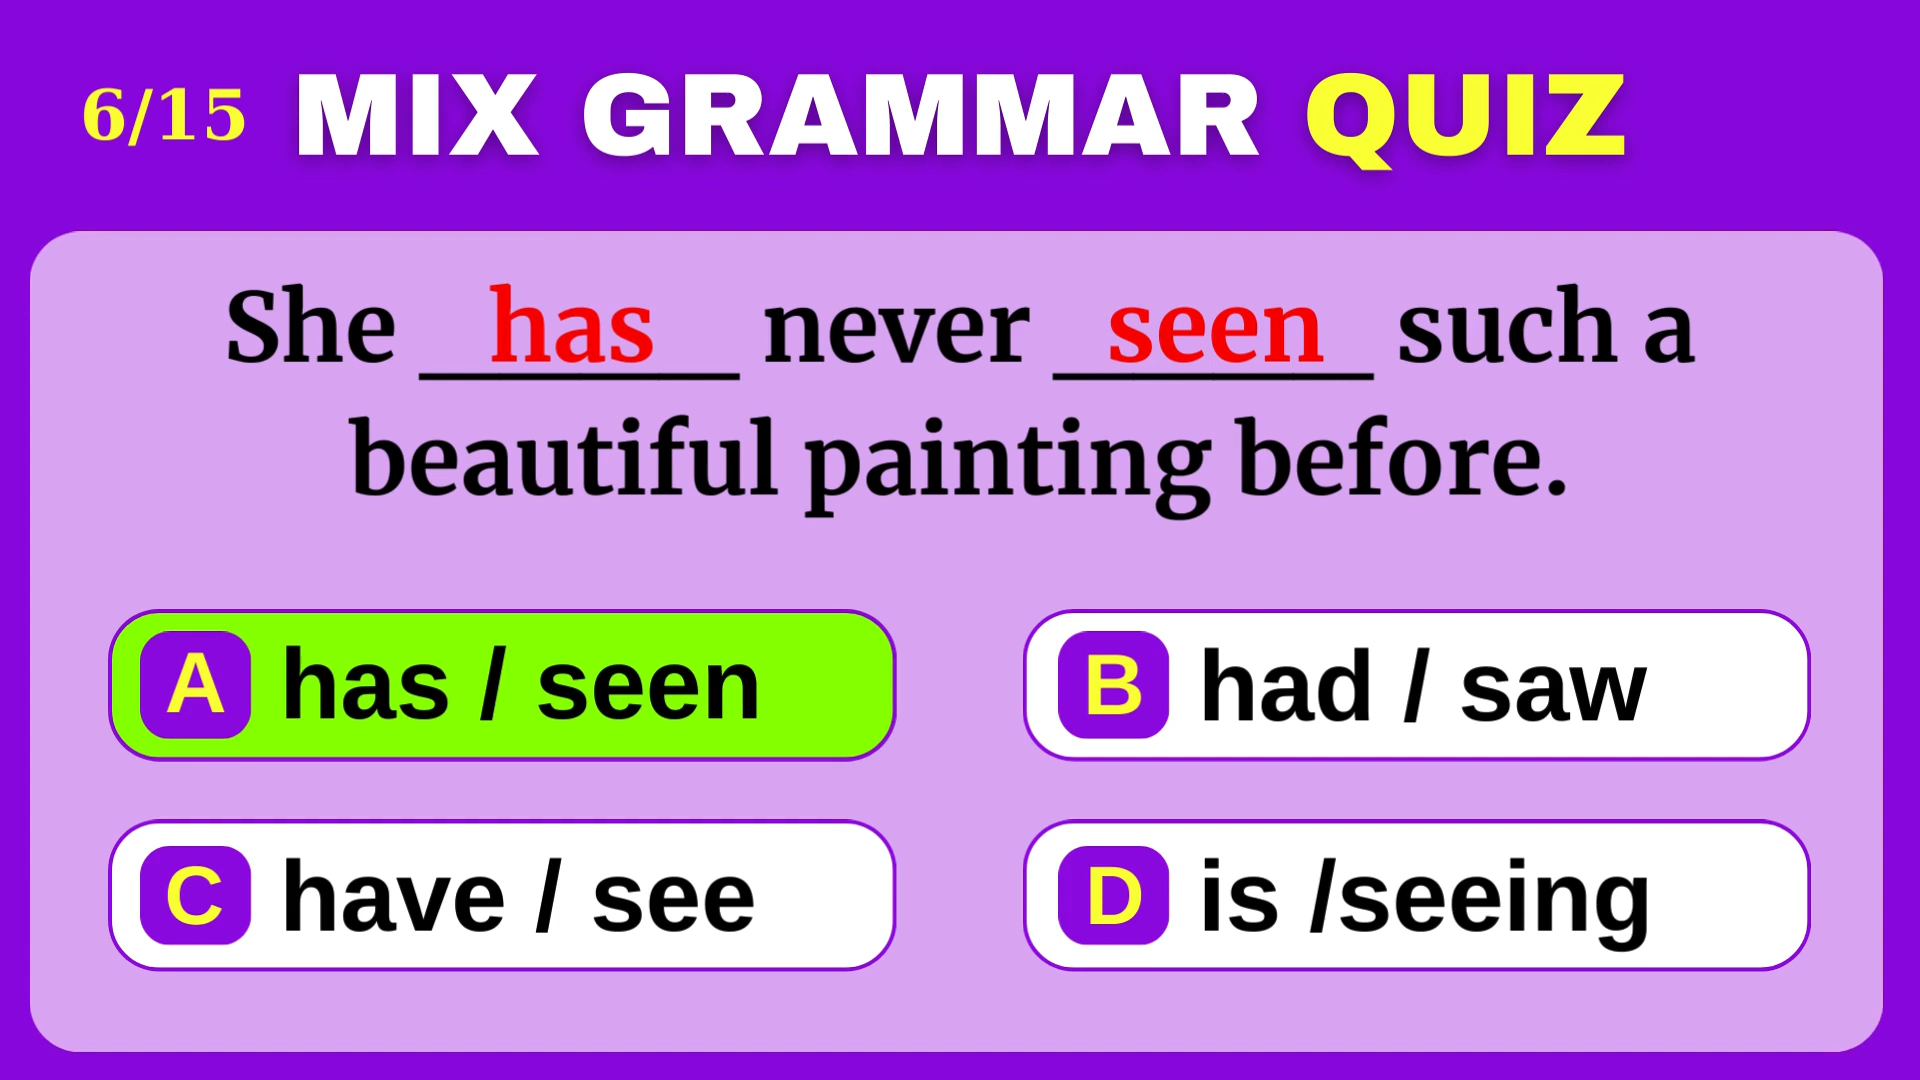 6/15 MIX GRAMMAR QUIZ
She has never seen such a
beautiful painting before.
A has / seen
B had / saw
C have / see
D is /seeing